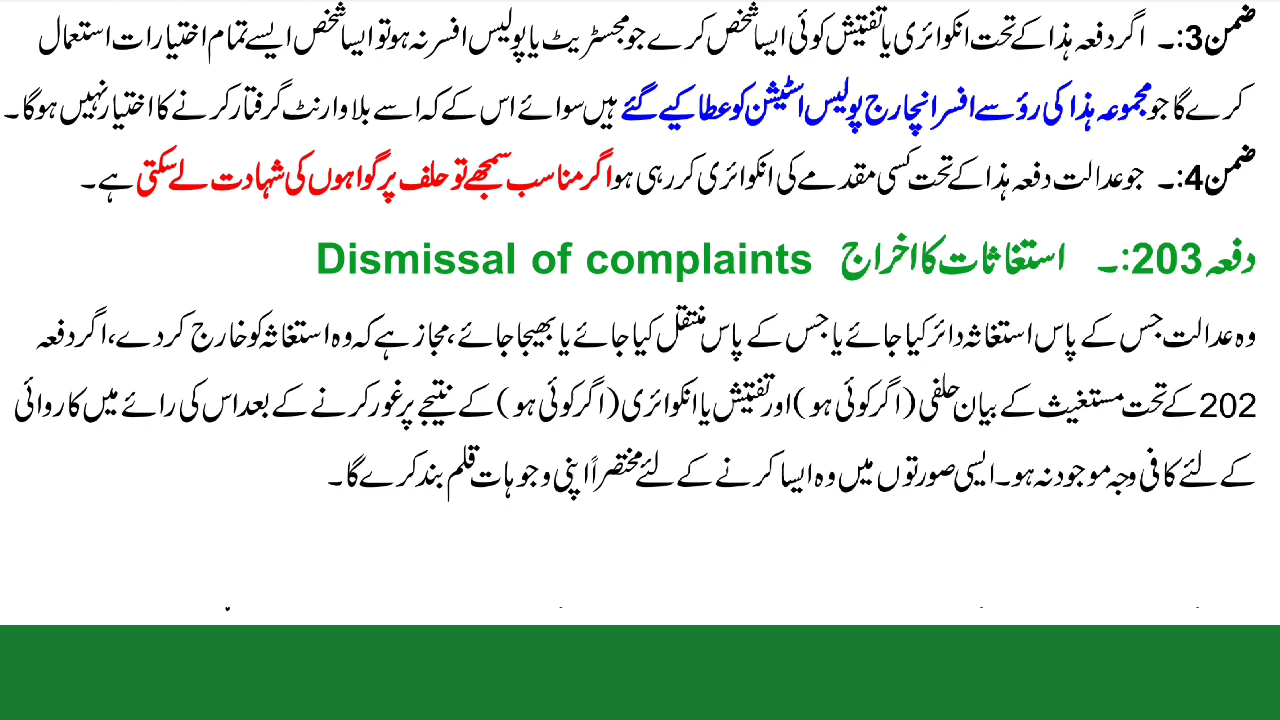 ضمن3:۔ اگر دفعہ ہذا کے تحت انکوائری یا تفتیش کوئی ایسا شخص کرے جو مجسٹریٹ یا پولیس افسر نہ ہو تو ایسا شخص ایسے تمام اختیارات استعمال
کرے گا جو مجموعہ ہذا کی رؤ سے افسر انچارج پولیس اسٹیشن کو عطا کیے گئے ہیں سوائے اس کے کہ اسے بلا وارنٹ گرفتار کرنے کا اختیار نہیں ہوگا۔
ضمن4:۔ جو عدالت دفعہ ہذا کے تحت کسی مقدمے کی انکوائری کر رہی ہو اگر مناسب سمجھے تو حلف پر گواہوں کی شہادت لے سکتی ہے۔
دفعہ 203:۔ استغاثات کا اخراج Dismissal of complaints
وہ عدالت جس کے پاس استغاثہ دائر کیا جائے یا جس کے پاس منتقل کیا جائے یا بھیجا جائے، مجاز ہے کہ وہ استغاثہ کو خارج کر دے، اگر دفعہ
202 کے تحت مستغیث کے بیان حلفی (اگر کوئی ہو) اور تفتیش یا انکوائری (اگر کوئی ہو) کے نتیجے پر غور کرنے کے بعد اس کی رائے میں کاروائی
کے لئے کافی وجہ موجود نہ ہو۔ ایسی صورتوں میں وہ ایسا کرنے کے لئے مختصراً اپنی وجوہات قلم بند کرے گا۔